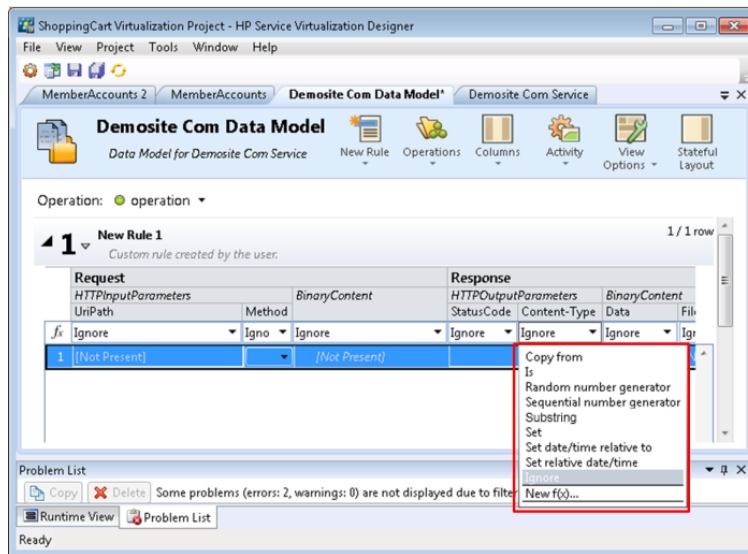 ShoppingCart Virtualization Project - HP Service Virtualization Designer
File View Project Tools Window Help
MemberAccounts 2 MemberAccounts Demosite Com Data Model* Demosite Com Service
Demosite Com Data Model
Data Model for Demosite Com Service
New Rule Operations Columns Activity View Options Stateful Layout
Operation: operation
1 New Rule 1 1 / 1 row
Custom rule created by the user.
Request Response
HTTPInputParameters BinaryContent HTTPOutputParameters BinaryContent
UriPath Method StatusCode Content-Type Data File
fx Ignore Igno Ignore Ignore Ignore Ignore Igr
1 [Not Present] [Not Present]
Copy from
Is
Random number generator
Sequential number generator
Substring
Set
Set date/time relative to
Set relative date/time
Ignore
New f(x)...
Problem List
Copy Delete Some problems (errors: 2, warnings: 0) are not displayed due to filter
Runtime View Problem List
Ready